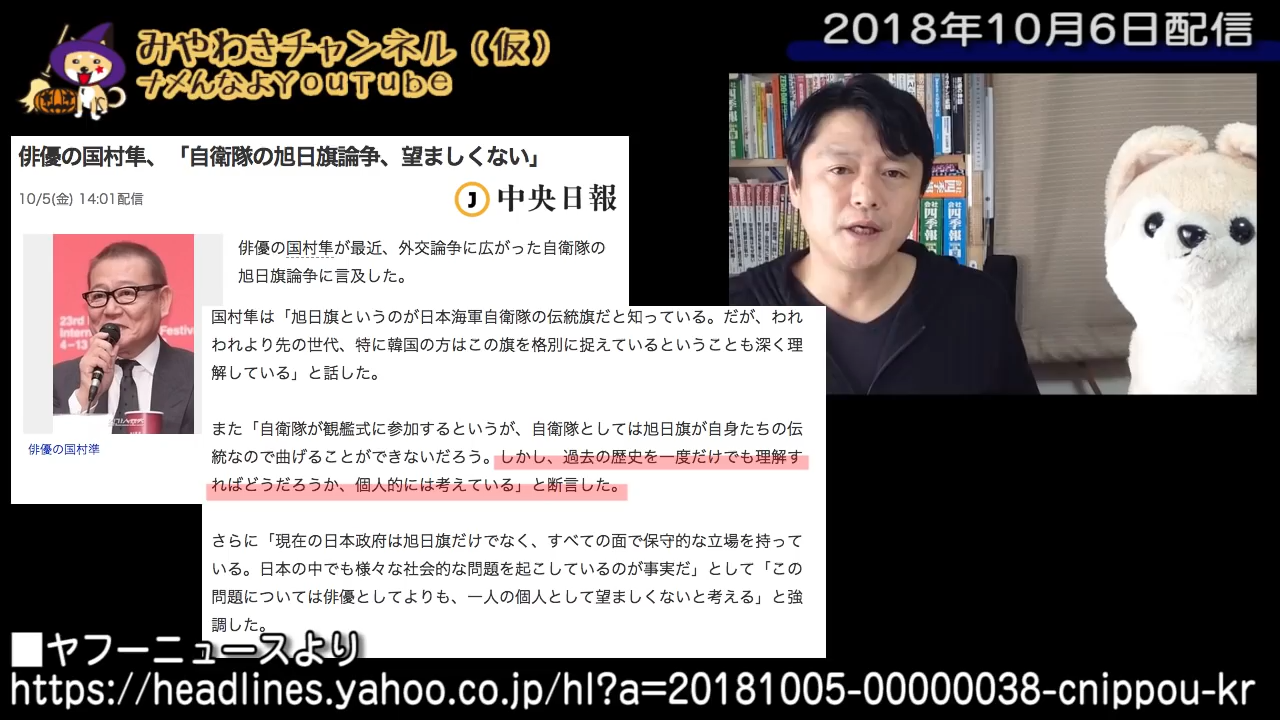 みやわきチャンネル（仮）
ナメんなよYouTube
2018年10月6日配信
俳優の国村隼、「自衛隊の旭日旗論争、望ましくない」
10/5(金) 14:01配信
J 中央日報
俳優の国村隼が最近、外交論争に広がった自衛隊の
旭日旗論争に言及した。
23rd
Intern
Festiv
4–13
俳優の国村準
国村隼は「旭日旗というのが日本海軍自衛隊の伝統旗だと知っている。だが、われ
われより先の世代、特に韓国の方はこの旗を格別に捉えているということも深く理
解している」と話した。
また「自衛隊が観艦式に参加するというが、自衛隊としては旭日旗が自身たちの伝
統なので曲げることができないだろう。しかし、過去の歴史を一度だけでも理解す
ればどうだろうか、個人的には考えている」と断言した。
さらに「現在の日本政府は旭日旗だけでなく、すべての面で保守的な立場を持って
いる。日本の中でも様々な社会的な問題を起こしているのが事実だ」として「この
問題については俳優としてよりも、一人の個人として望ましくないと考える」と強
調した。
会社
四季報
会社
四季報
■ヤフーニュースより
https://headlines.yahoo.co.jp/hl?a=20181005-00000038-cnippou-kr